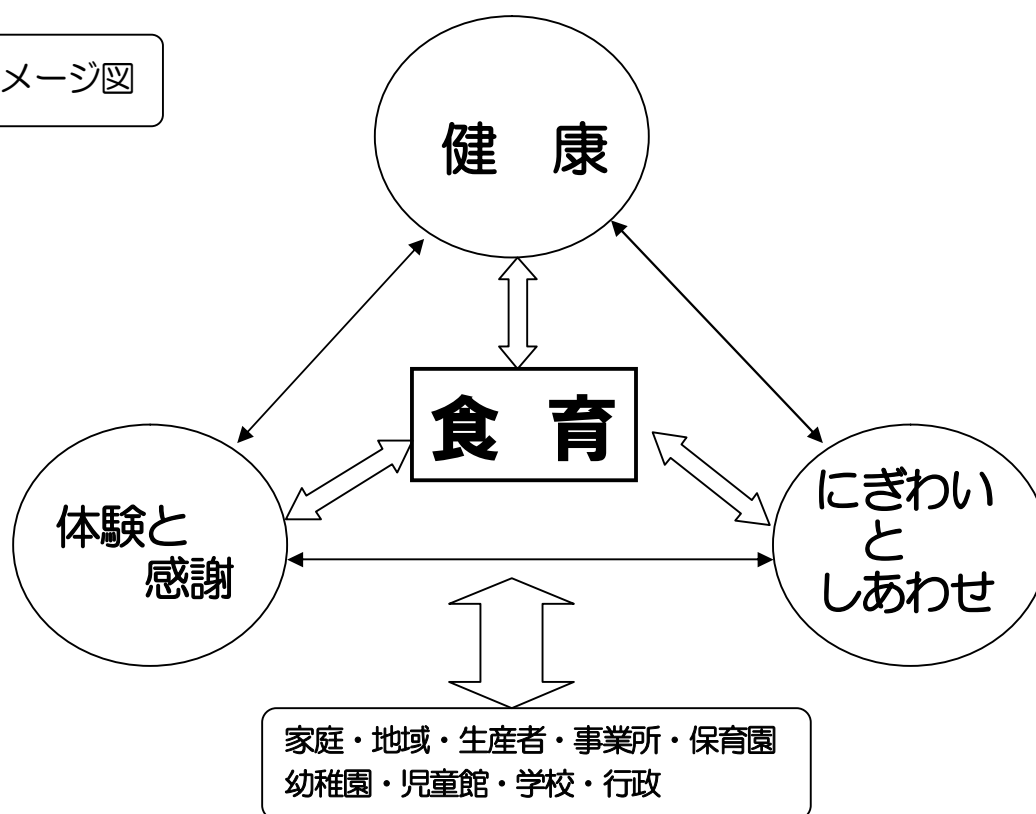 メージ図
健　康
食　育
体験と
感謝
にぎわい
と
しあわせ
家庭・地域・生産者・事業所・保育園
幼稚園・児童館・学校・行政